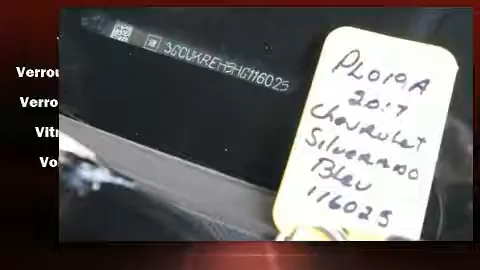 Verrou
Verro
Vitr
Vo
3GCUKREH5HG116025
PL019A
2017
Chevrolet
Silverado
Bleu
116025